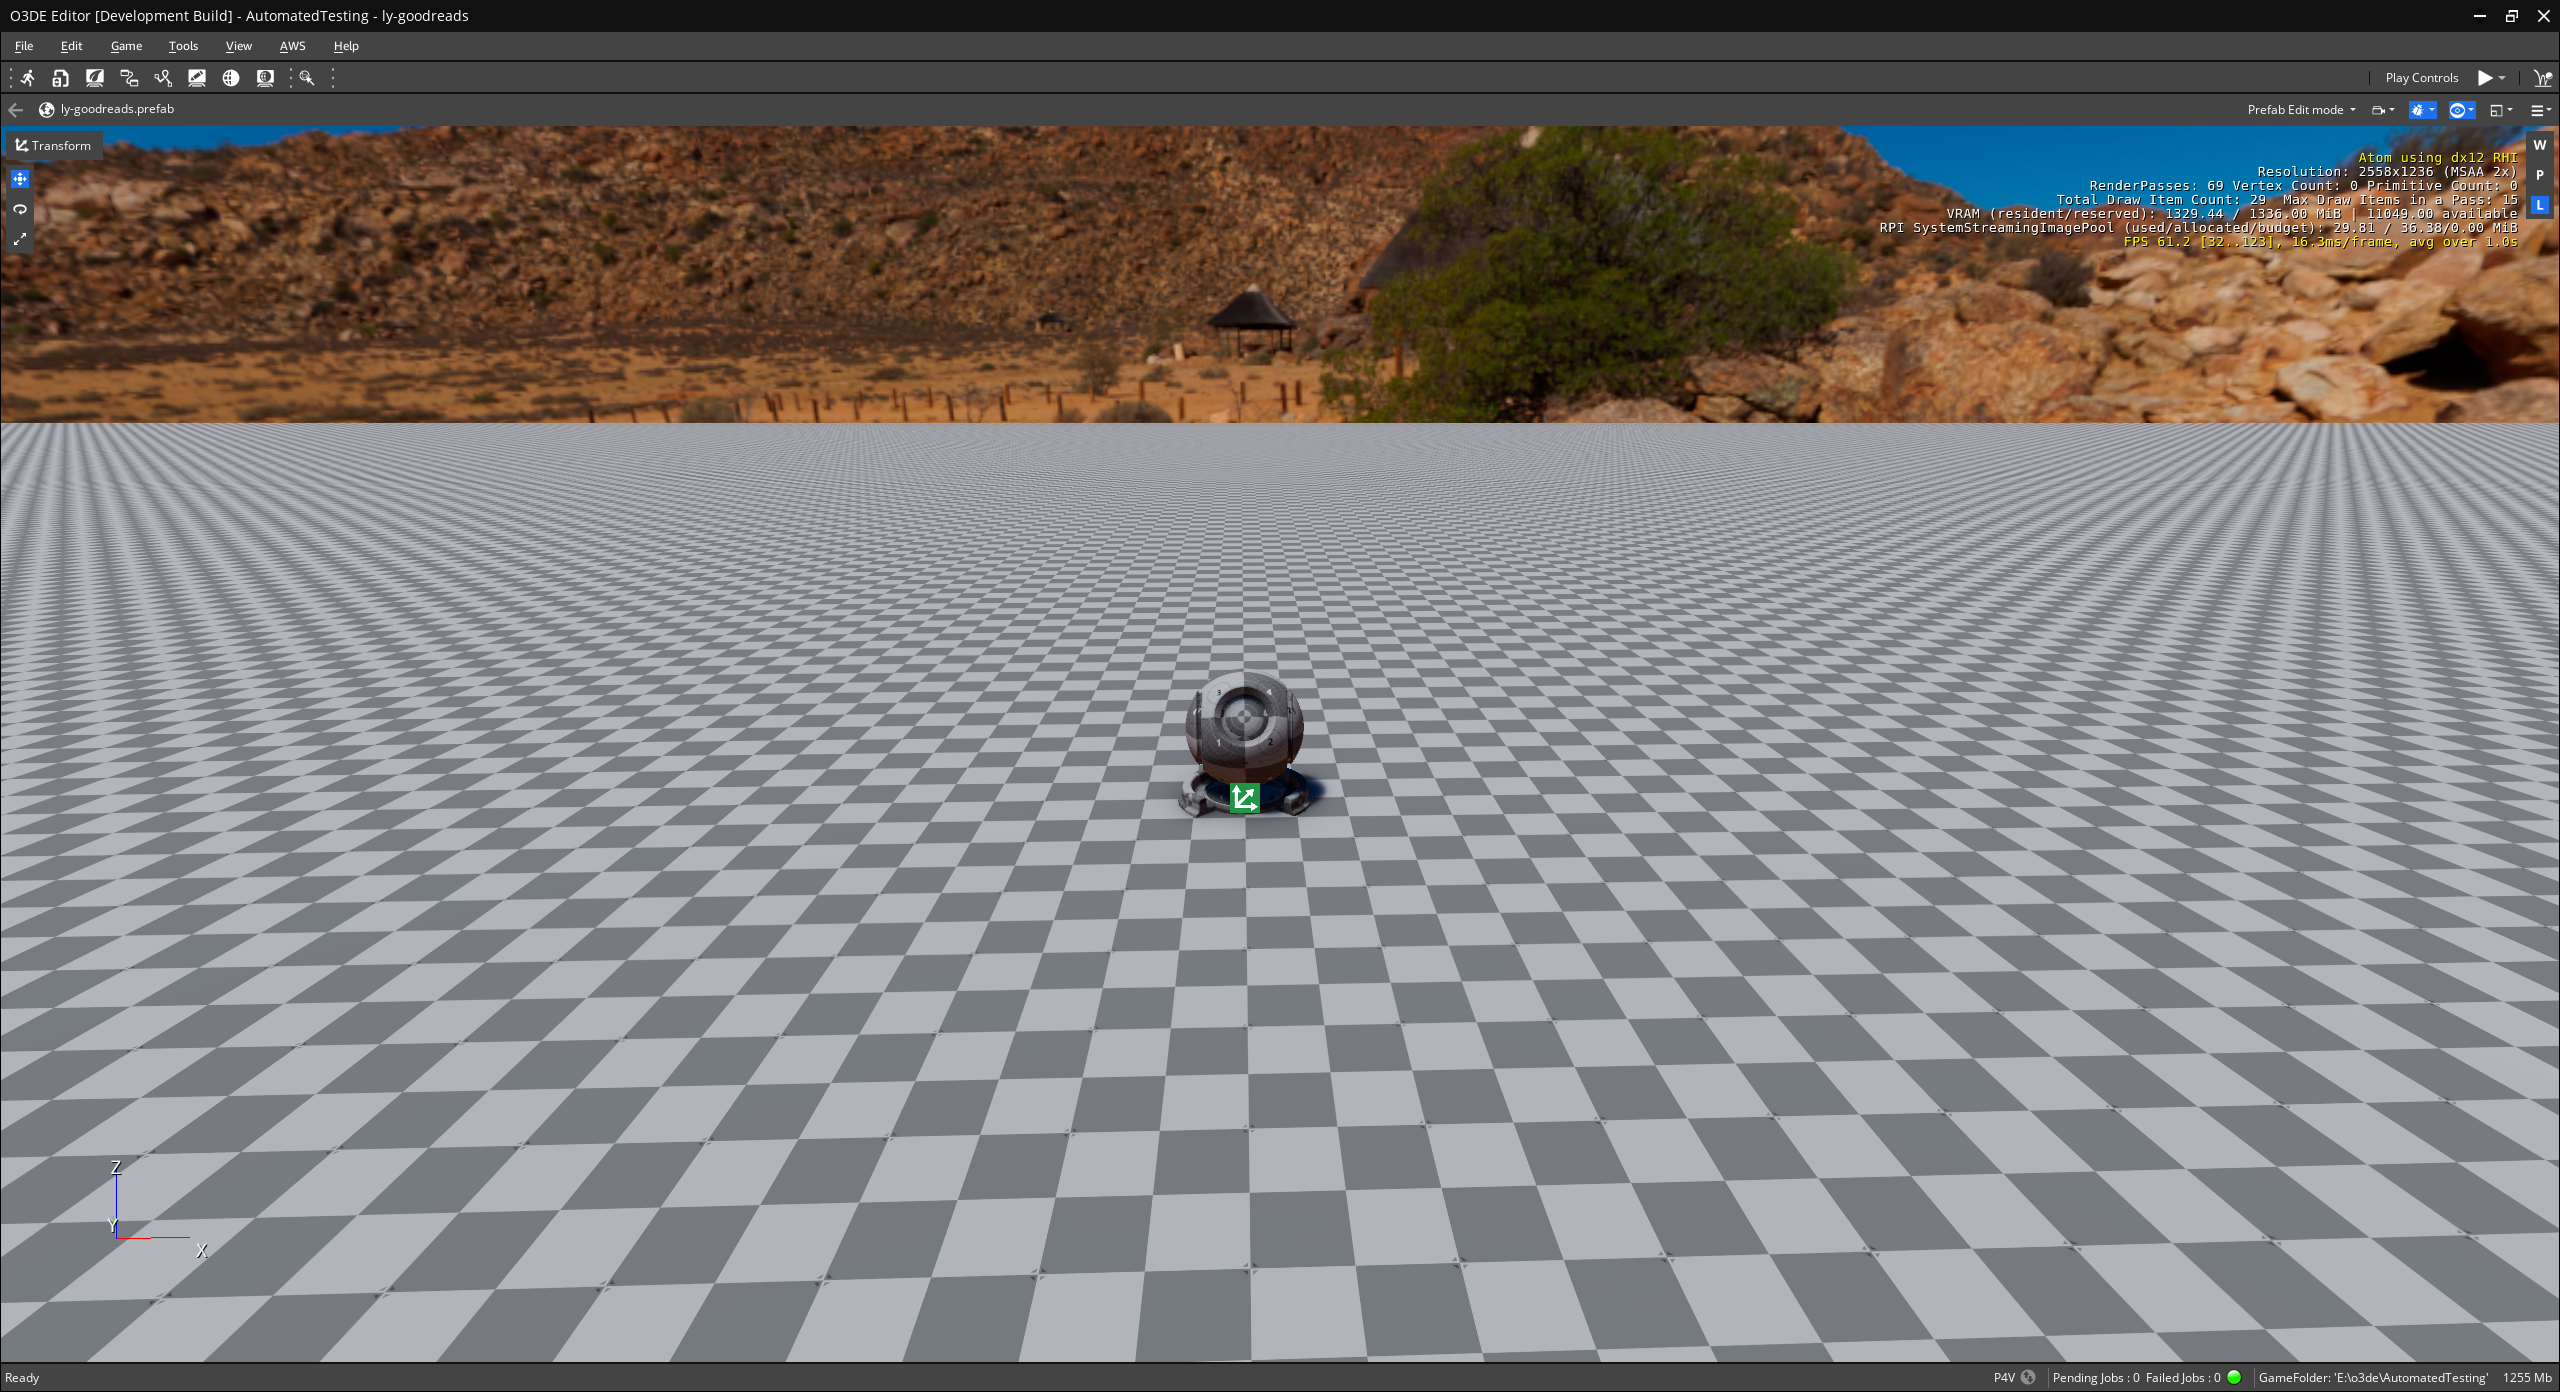 O3DE Editor [Development Build] - AutomatedTesting - ly-goodreads
File Edit Game Tools View AWS Help
Play Controls
ly-goodreads.prefab
Prefab Edit mode
Transform
W
P
L
Atom using dx12 RHI
Resolution: 2558x1236 (MSAA 2x)
RenderPasses: 69 Vertex Count: 0 Primitive Count: 0
Total Draw Item Count: 29  Max Draw Items in a Pass: 15
VRAM (resident/reserved): 1329.44 / 1336.00 MiB | 11049.00 available
RPI SystemStreamingImagePool (used/allocated/budget): 29.81 / 36.38/0.00 MiB
FPS 61.2 [32..123], 16.3ms/frame, avg over 1.0s
3 4
1 2
Z
Y
X
Ready
P4V
Pending Jobs : 0 Failed Jobs : 0
GameFolder: 'E:\o3de\AutomatedTesting'
1255 Mb